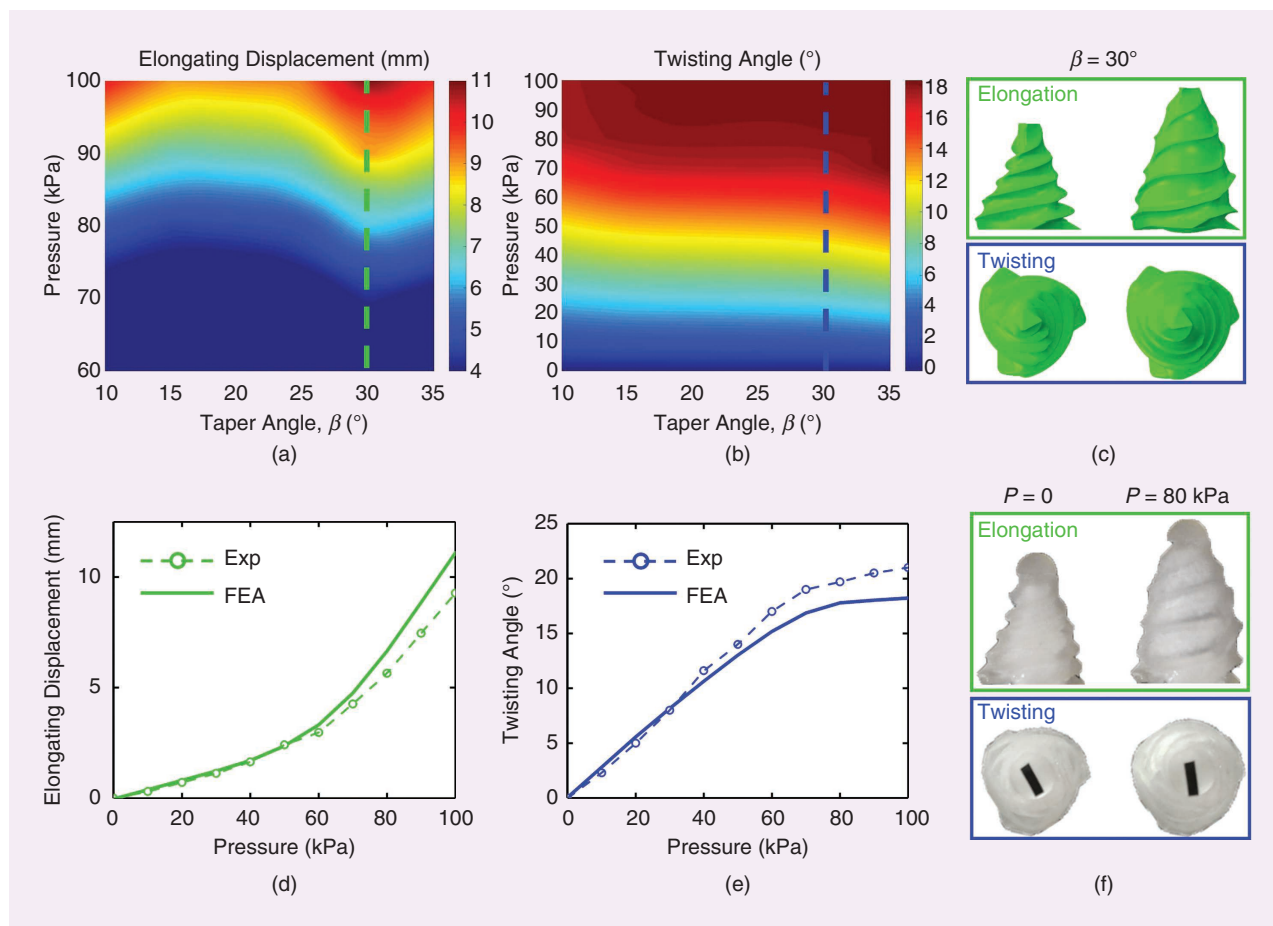 Elongating Displacement (mm)
100
90
80
70
60
Pressure (kPa)
10 15 20 25 30 35
Taper Angle, β (°)
11
10
9
8
7
6
5
4
(a)
Twisting Angle (°)
100
90
80
70
60
50
40
30
20
10
0
Pressure (kPa)
10 15 20 25 30 35
Taper Angle, β (°)
18
16
14
12
10
8
6
4
2
0
(b)
β = 30°
Elongation
Twisting
(c)
Elongating Displacement (mm)
10
5
0
Exp
FEA
0 20 40 60 80 100
Pressure (kPa)
(d)
Twisting Angle (°)
25
20
15
10
5
0
Exp
FEA
0 20 40 60 80 100
Pressure (kPa)
(e)
P = 0 P = 80 kPa
Elongation
Twisting
(f)